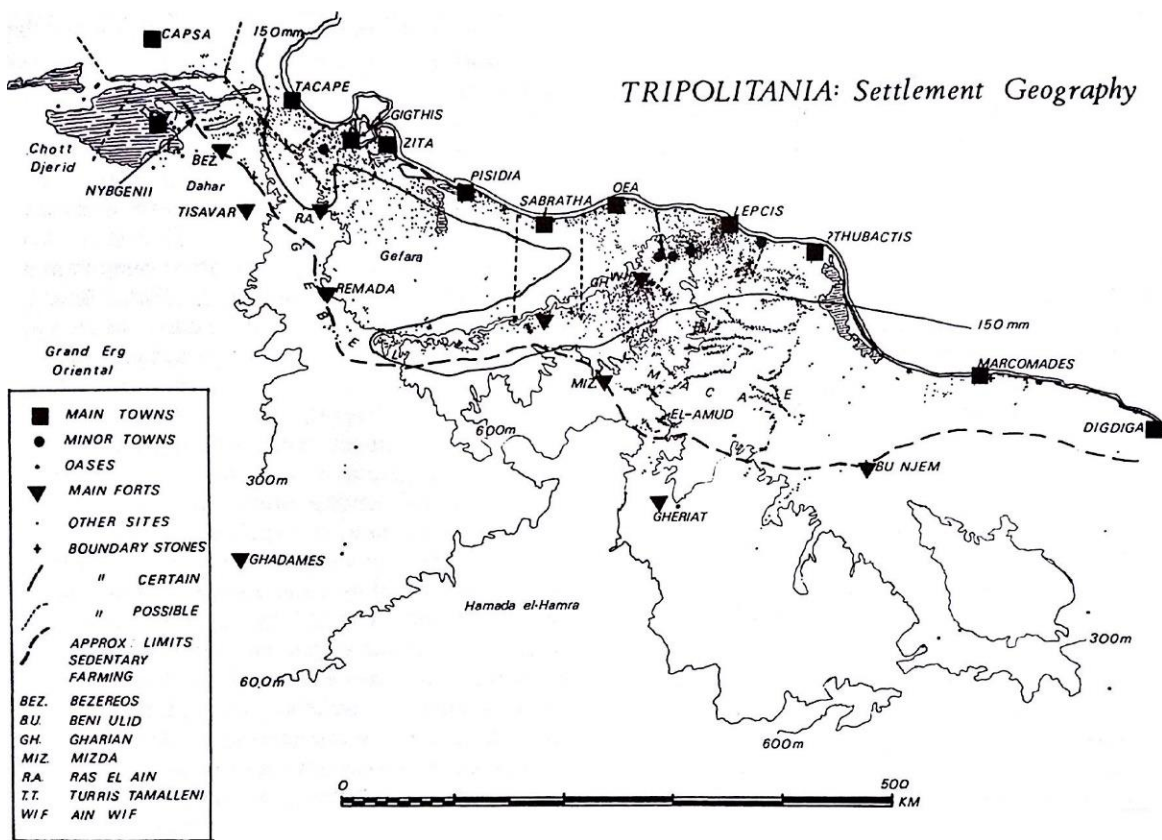 TRIPOLITANIA: Settlement Geography
CAPSA
150mm
TACAPE
GIGTHIS
ZITA
Chott
Djerid
T.T.
BEZ.
NYBGENII
Dahar
TISAVAR
RA.
PISIDIA
SABRATHA
OEA
LEPCIS
?THUBACTIS
Gefara
GH.
WIF
G E B E L
REMADA
150mm
Grand Erg
Oriental
BU.
MARCOMADES
MIZ.
M C A E
EL-AMUD
DIGDIGA
600m
BU NJEM
300m
GHERIAT
GHADAMES
Hamada el-Hamra
300m
600m
600m
MAIN TOWNS
MINOR TOWNS
OASES
MAIN FORTS
OTHER SITES
BOUNDARY STONES
" CERTAIN
" POSSIBLE
APPROX: LIMITS
SEDENTARY
FARMING
BEZ. BEZEREOS
B.U. BENI ULID
GH. GHARIAN
MIZ. MIZDA
R.A. RAS EL AIN
T.T. TURRIS TAMALLENI
WIF AIN WIF
0 500
KM